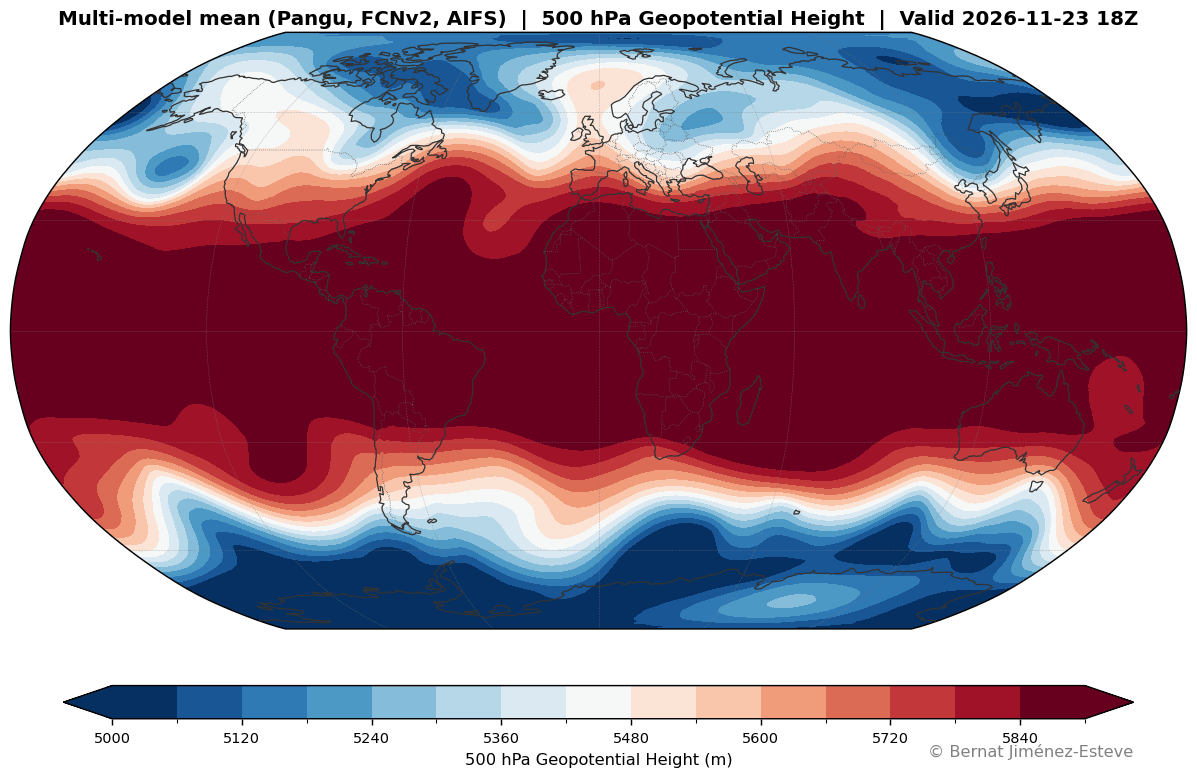 Multi-model mean (Pangu, FCNv2, AIFS)  |  500 hPa Geopotential Height  |  Valid 2026-11-23 18Z
5000 5120 5240 5360 5480 5600 5720 5840
500 hPa Geopotential Height (m)
© Bernat Jiménez-Esteve